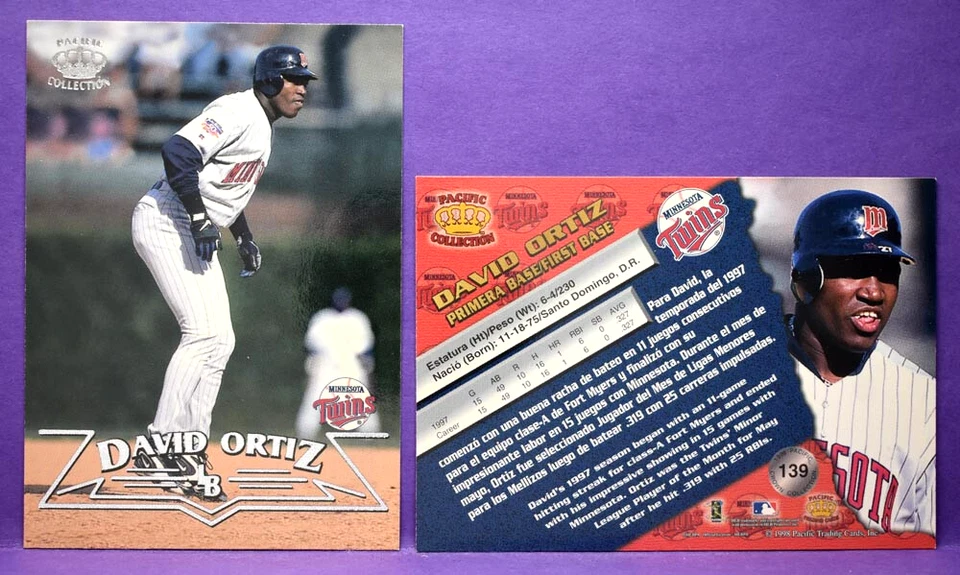 PACIFIC
COLLECTION
MIN
MINNESOTA
Twins
DAVID ORTIZ
1B
PACIFIC
COLLECTION
MINNESOTA
Twins
DAVID ORTIZ
PRIMERA BASE/FIRST BASE
Estatura (Ht)/Peso (Wt): 6-4/230
Nació (Born): 11-18-75/Santo Domingo, D.R.
G AB R H HR RBI SB AVG
1997 15 49 10 16 1 6 0 327
Career 15 49 10 16 1 6 0 327
Para David, la
temporada del 1997
comenzó con una buena racha de bateo en 11 juegos consecutivos
para el equipo clase-A de Fort Myers y finalizó con su
impresionante labor en 15 juegos con Minnesota. Durante el mes de
mayo, Ortiz fue seleccionado Jugador del Mes de Ligas Menores
para los Mellizos luego de batear .319 con 25 carreras impulsadas.
David's 1997 season began with an 11-game
hitting streak for class-A Fort Myers and ended
with his impressive showing in 15 games with
Minnesota. Ortiz was the Twins' Minor
League Player of the Month for May
after he hit .319 with 25 RBIs.
m
27
SOTA
139
PACIFIC
© 1998 Pacific Trading Cards, Inc.